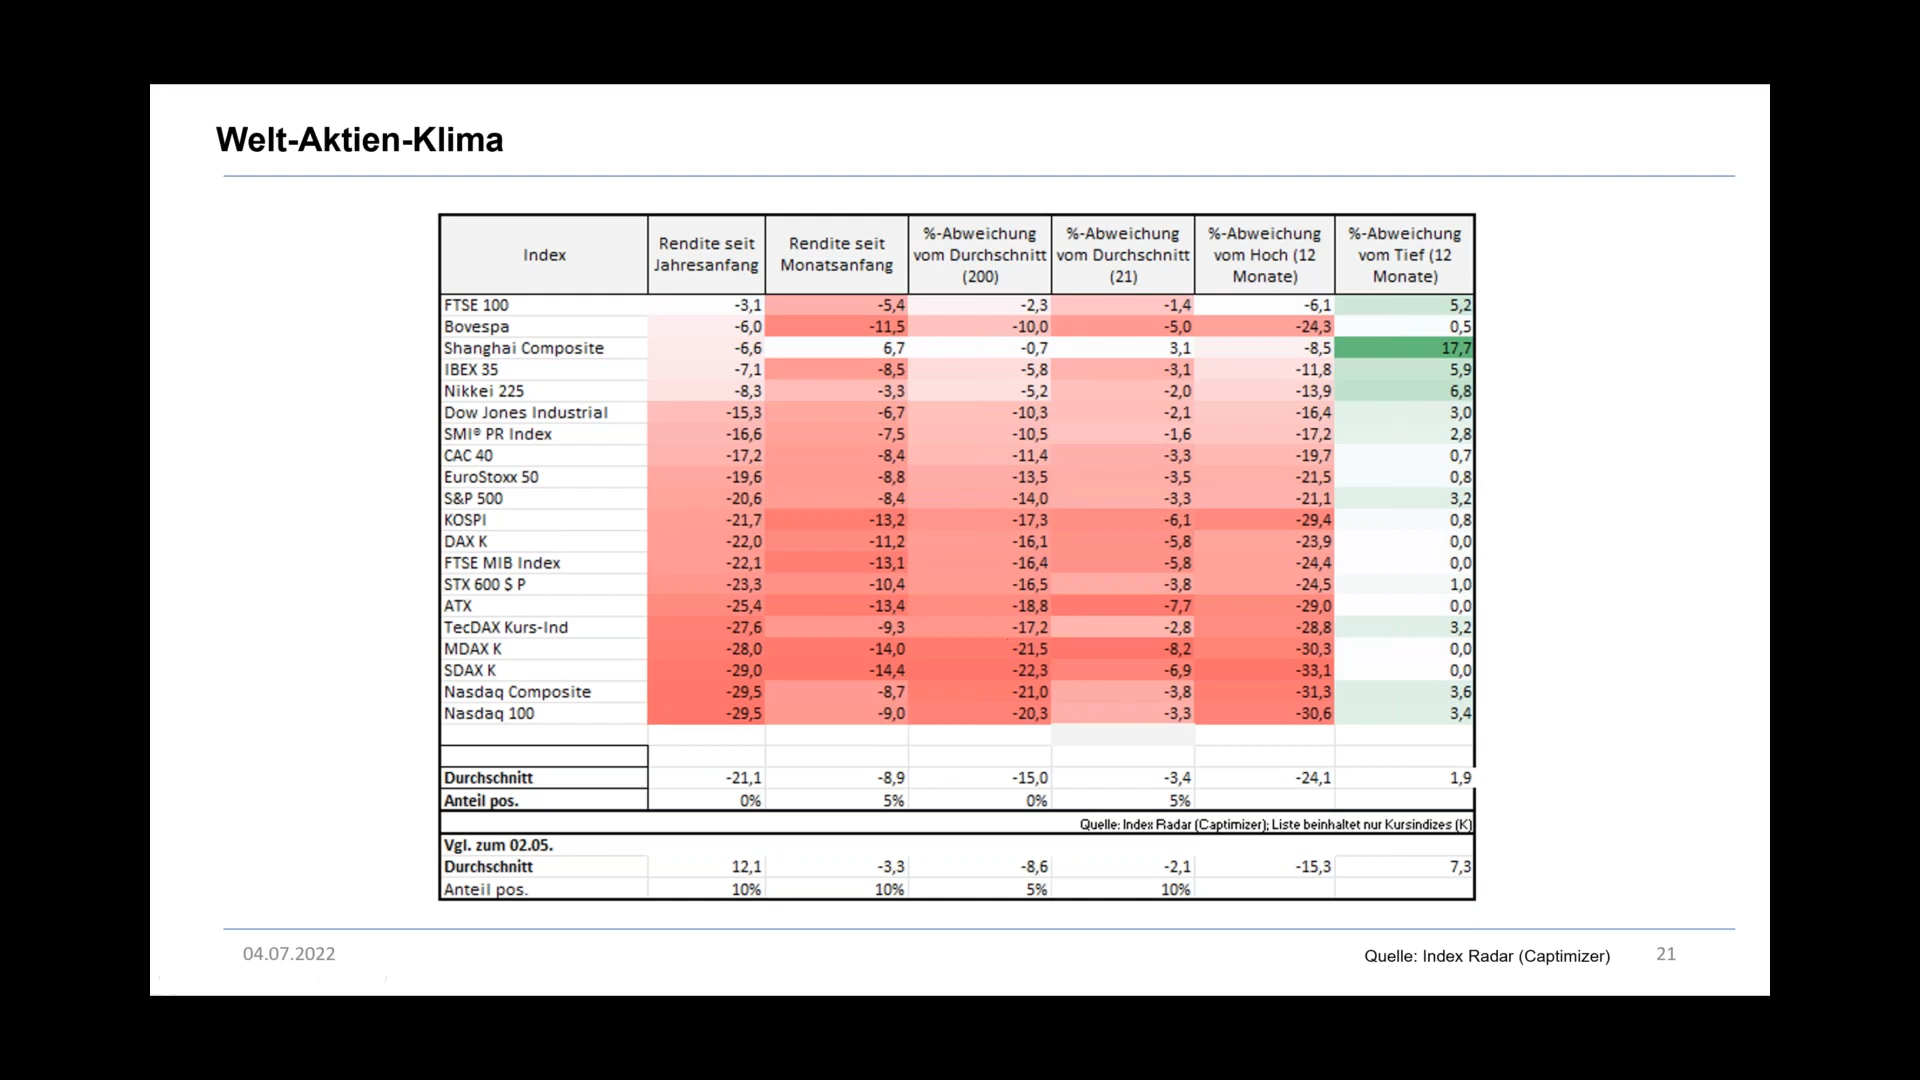 Welt-Aktien-Klima
Index Rendite seit Jahresanfang Rendite seit Monatsanfang %-Abweichung vom Durchschnitt (200) %-Abweichung vom Durchschnitt (21) %-Abweichung vom Hoch (12 Monate) %-Abweichung vom Tief (12 Monate)
FTSE 100 -3,1 -5,4 -2,3 -1,4 -6,1 5,2
Bovespa -6,0 -11,5 -10,0 -5,0 -24,3 0,5
Shanghai Composite -6,6 6,7 -0,7 3,1 -8,5 17,7
IBEX 35 -7,1 -8,5 -5,8 -3,1 -11,8 5,9
Nikkei 225 -8,3 -3,3 -5,2 -2,0 -13,9 6,8
Dow Jones Industrial -15,3 -6,7 -10,3 -2,1 -16,4 3,0
SMI® PR Index -16,6 -7,5 -10,5 -1,6 -17,2 2,8
CAC 40 -17,2 -8,4 -11,4 -3,3 -19,7 0,7
EuroStoxx 50 -19,6 -8,8 -13,5 -3,5 -21,5 0,8
S&P 500 -20,6 -8,4 -14,0 -3,3 -21,1 3,2
KOSPI -21,7 -13,2 -17,3 -6,1 -29,4 0,8
DAX K -22,0 -11,2 -16,1 -5,8 -23,9 0,0
FTSE MIB Index -22,1 -13,1 -16,4 -5,8 -24,4 0,0
STX 600 $ P -23,3 -10,4 -16,5 -3,8 -24,5 1,0
ATX -25,4 -13,4 -18,8 -7,7 -29,0 0,0
TecDAX Kurs-Ind -27,6 -9,3 -17,2 -2,8 -28,8 3,2
MDAX K -28,0 -14,0 -21,5 -8,2 -30,3 0,0
SDAX K -29,0 -14,4 -22,3 -6,9 -33,1 0,0
Nasdaq Composite -29,5 -8,7 -21,0 -3,8 -31,3 3,6
Nasdaq 100 -29,5 -9,0 -20,3 -3,3 -30,6 3,4
Durchschnitt -21,1 -8,9 -15,0 -3,4 -24,1 1,9
Anteil pos. 0% 5% 0% 5%
Quelle: Index Radar (Captimizer); Liste beinhaltet nur Kursindizes (K)
Vgl. zum 02.05.
Durchschnitt 12,1 -3,3 -8,6 -2,1 -15,3 7,3
Anteil pos. 10% 10% 5% 10%
04.07.2022 Quelle: Index Radar (Captimizer) 21